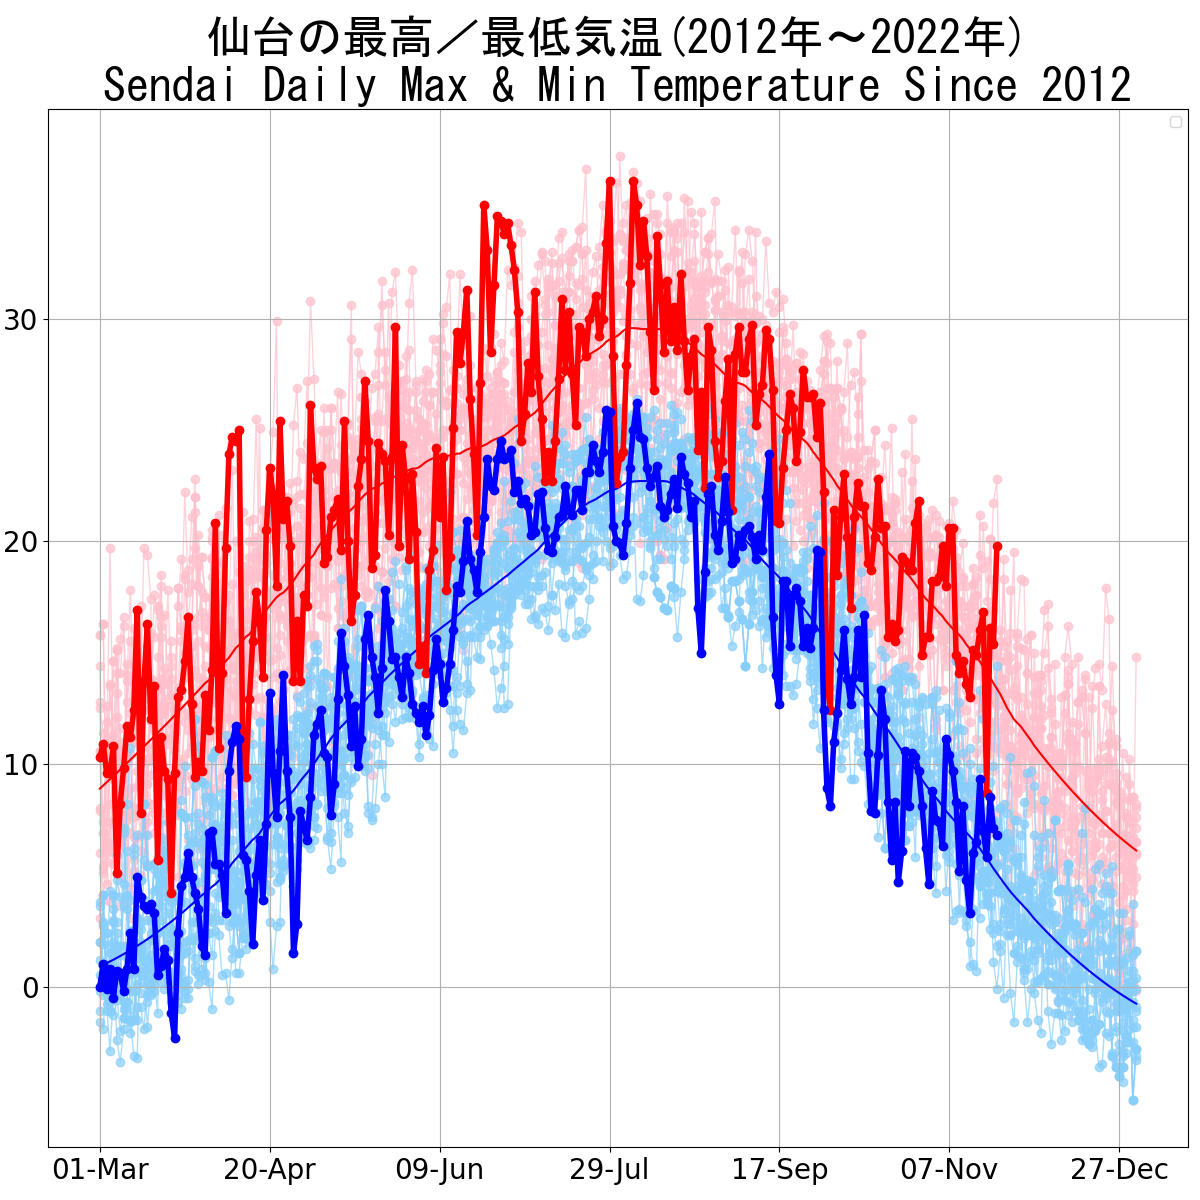 仙台の最高／最低気温(2012年～2022年)
Sendai Daily Max & Min Temperature Since 2012
30
20
10
0
01-Mar 20-Apr 09-Jun 29-Jul 17-Sep 07-Nov 27-Dec